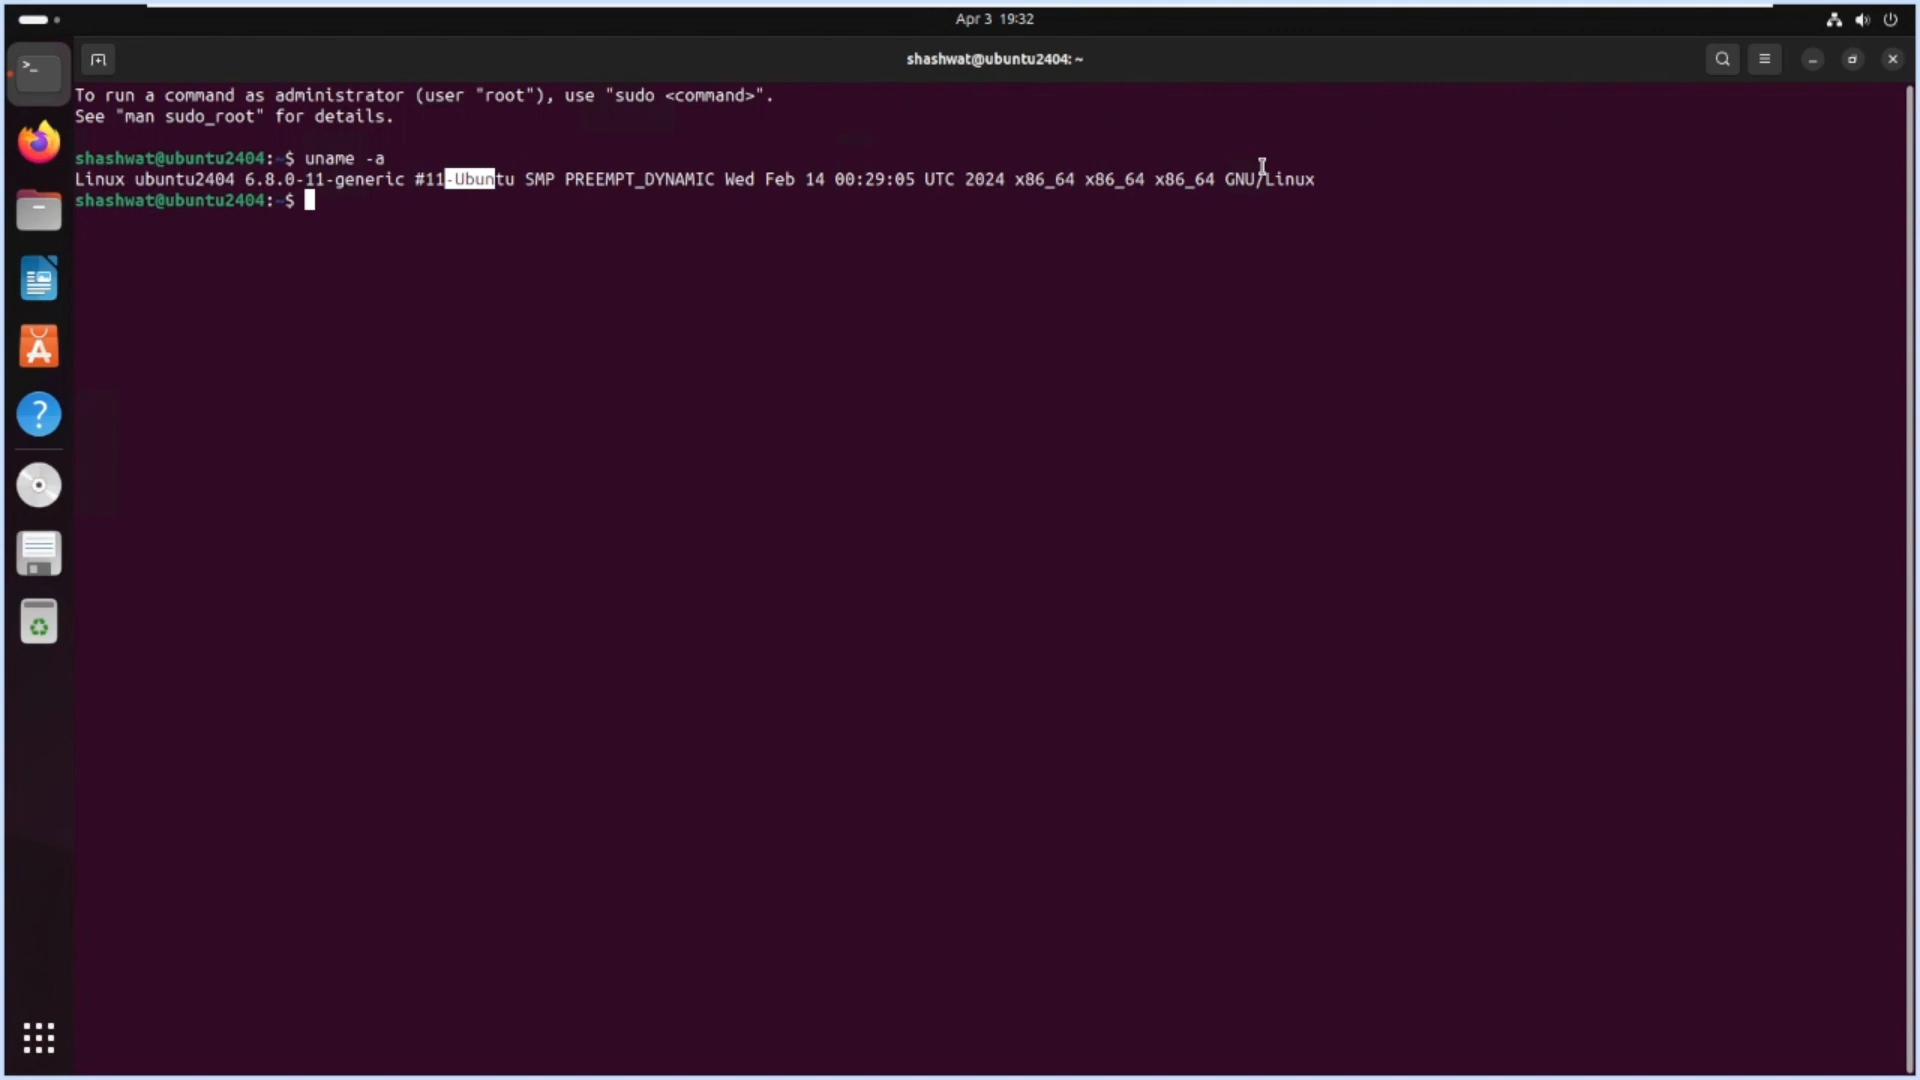 Apr 3 19:32
shashwat@ubuntu2404: ~
To run a command as administrator (user "root"), use "sudo <command>".
See "man sudo_root" for details.
shashwat@ubuntu2404:~$ uname -a
Linux ubuntu2404 6.8.0-11-generic #11-Ubuntu SMP PREEMPT_DYNAMIC Wed Feb 14 00:29:05 UTC 2024 x86_64 x86_64 x86_64 GNU/Linux
shashwat@ubuntu2404:~$